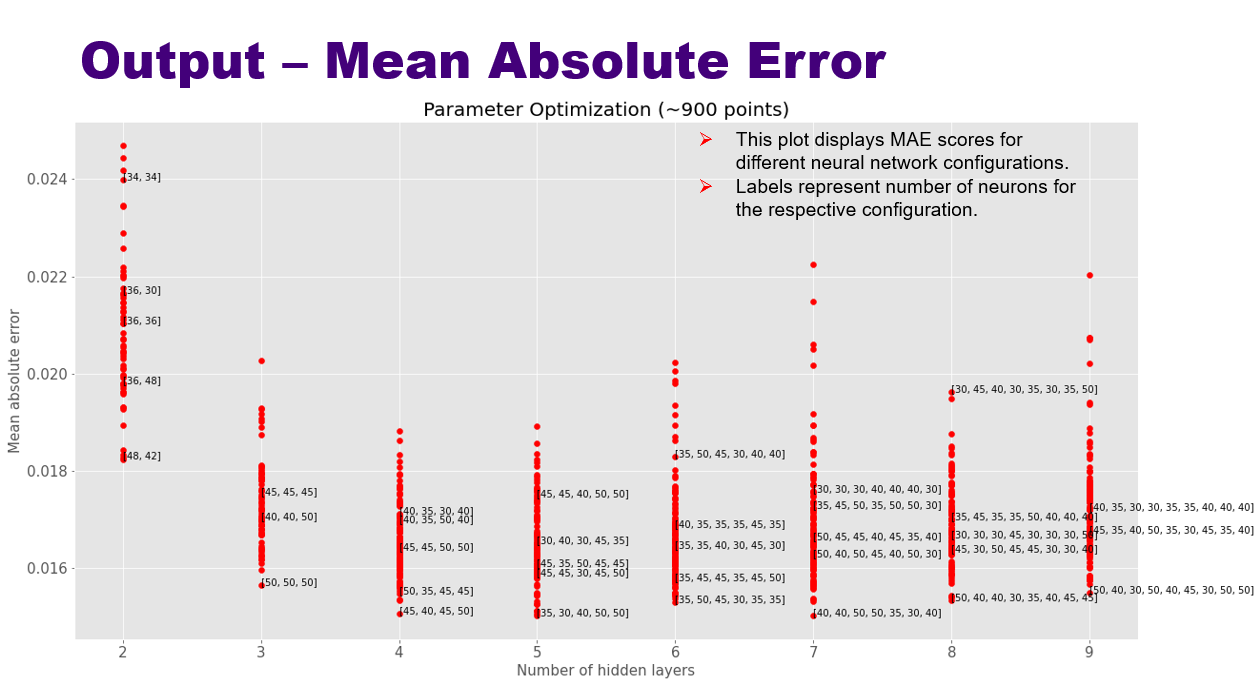 Output – Mean Absolute Error
Parameter Optimization (~900 points)
This plot displays MAE scores for
different neural network configurations.
Labels represent number of neurons for
the respective configuration.
Mean absolute error
0.024
0.022
0.020
0.018
0.016
[34, 34]
[36, 30]
[36, 36]
[36, 48]
[48, 42]
[45, 45, 45]
[40, 40, 50]
[50, 50, 50]
[40, 35, 30, 40]
[40, 35, 50, 40]
[45, 45, 50, 50]
[50, 35, 45, 45]
[45, 40, 45, 50]
[45, 45, 40, 50, 50]
[30, 40, 30, 45, 35]
[45, 35, 50, 45, 45]
[45, 45, 30, 45, 50]
[35, 30, 40, 50, 50]
[35, 50, 45, 30, 40, 40]
[40, 35, 35, 35, 45, 35]
[35, 35, 40, 30, 45, 30]
[35, 45, 45, 35, 45, 50]
[35, 50, 45, 30, 35, 35]
[30, 30, 30, 40, 40, 40, 30]
[35, 45, 50, 35, 50, 50, 30]
[50, 45, 40, 45, 45, 35, 40]
[50, 40, 50, 45, 40, 50, 30]
[40, 40, 50, 50, 35, 30, 40]
[30, 45, 40, 30, 35, 30, 35, 50]
[35, 45, 35, 35, 50, 40, 40, 40]
[30, 30, 30, 45, 30, 30, 30, 50]
[45, 30, 50, 45, 45, 30, 30, 40]
[50, 40, 40, 30, 35, 40, 45, 45]
[40, 35, 30, 30, 35, 35, 40, 40, 40]
[45, 35, 40, 50, 45, 30, 45, 35, 40]
[50, 40, 30, 50, 40, 45, 30, 50, 50]
2 3 4 5 6 7 8 9
Number of hidden layers